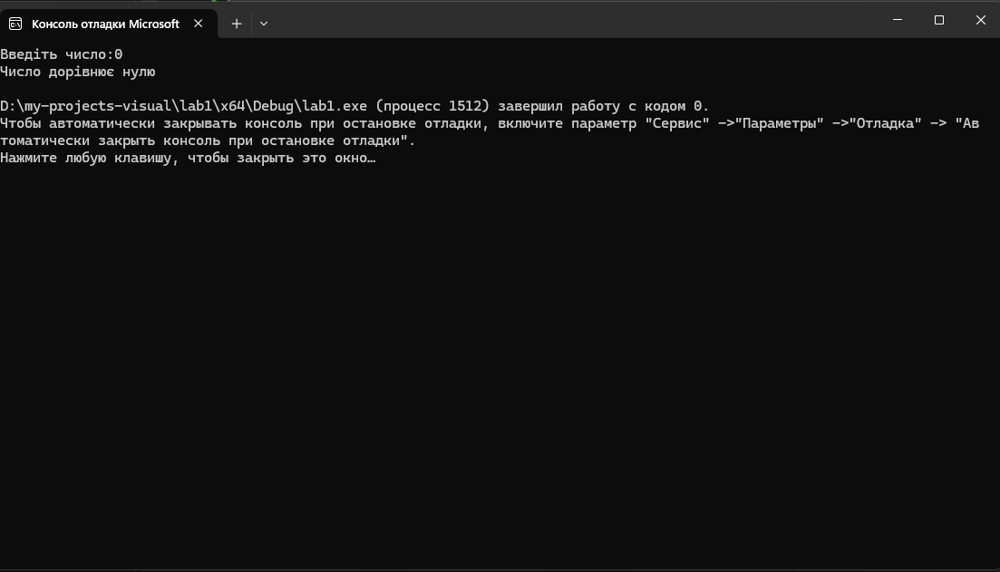 Консоль отладки Microsoft
Введіть число:0
Число дорівнює нулю
D:\my-projects-visual\lab1\x64\Debug\lab1.exe (процесс 1512) завершил работу с кодом 0.
Чтобы автоматически закрывать консоль при остановке отладки, включите параметр "Сервис" ->"Параметры" ->"Отладка" -> "Ав
томатически закрыть консоль при остановке отладки".
Нажмите любую клавишу, чтобы закрыть это окно…